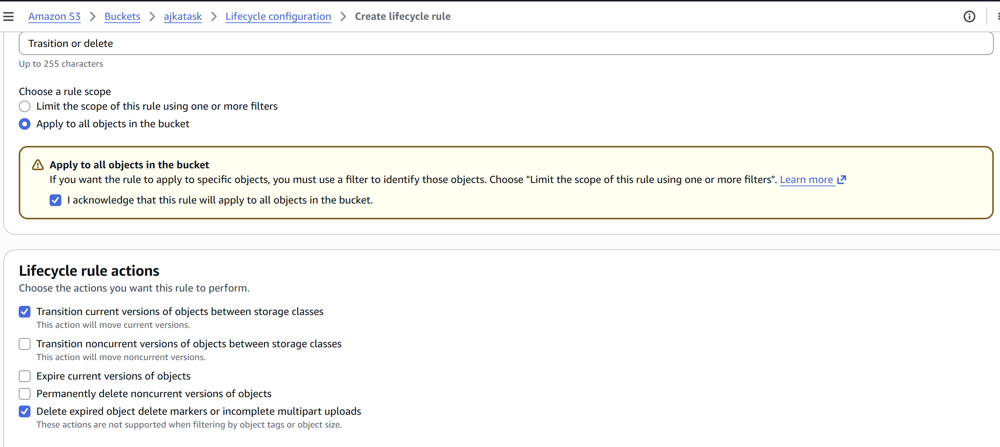 Amazon S3 > Buckets > ajkatask > Lifecycle configuration > Create lifecycle rule
Trasition or delete
Up to 255 characters
Choose a rule scope
Limit the scope of this rule using one or more filters
Apply to all objects in the bucket
Apply to all objects in the bucket
If you want the rule to apply to specific objects, you must use a filter to identify those objects. Choose "Limit the scope of this rule using one or more filters". Learn more
I acknowledge that this rule will apply to all objects in the bucket.
Lifecycle rule actions
Choose the actions you want this rule to perform.
Transition current versions of objects between storage classes
This action will move current versions.
Transition noncurrent versions of objects between storage classes
This action will move noncurrent versions.
Expire current versions of objects
Permanently delete noncurrent versions of objects
Delete expired object delete markers or incomplete multipart uploads
These actions are not supported when filtering by object tags or object size.